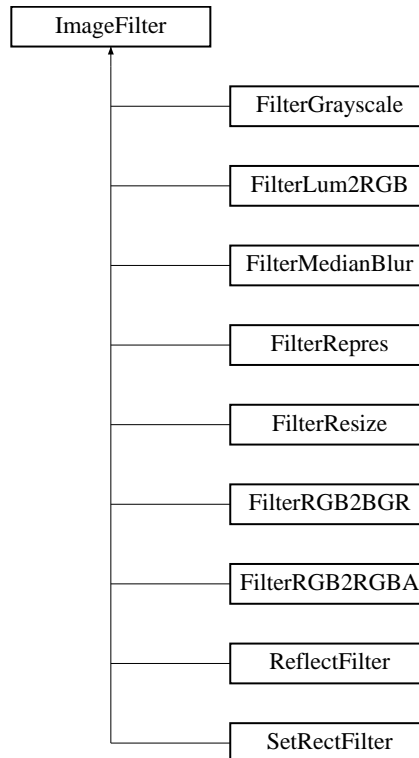 ImageFilter
FilterGrayscale
FilterLum2RGB
FilterMedianBlur
FilterRepres
FilterResize
FilterRGB2BGR
FilterRGB2RGBA
ReflectFilter
SetRectFilter